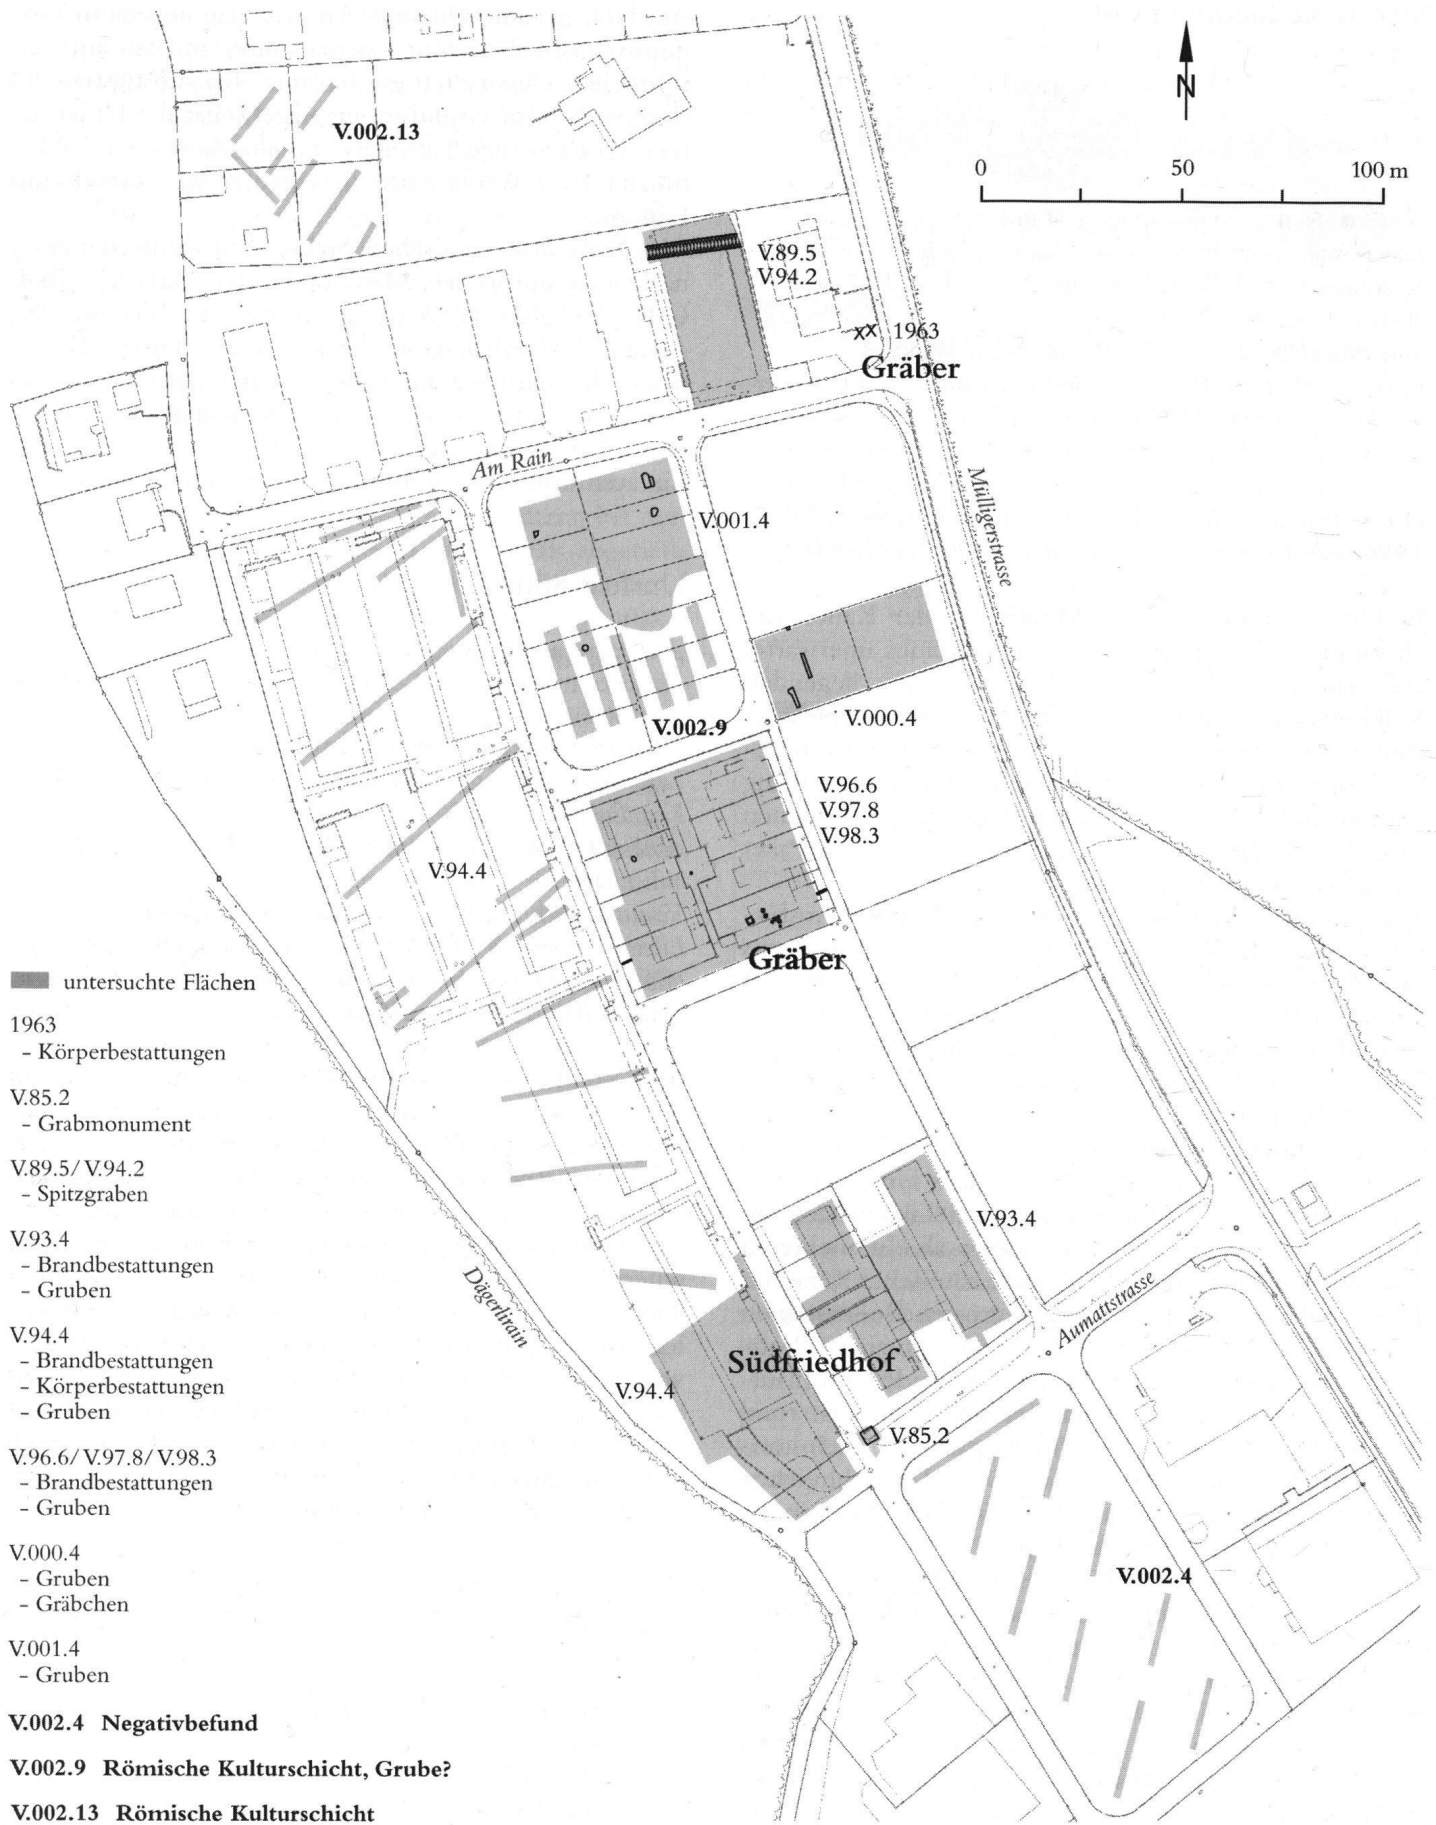 N
V.002.13
0 50 100 m
V.89.5
V.94.2
1963
Gräber
Am Rain
Mülligerstrasse
V.001.4
V.000.4
V.002.9
V.96.6
V.97.8
V.98.3
V.94.4
Gräber
untersuchte Flächen
1963
- Körperbestattungen
V.85.2
- Grabmonument
V.89.5/V.94.2
- Spitzgraben
V.93.4
- Brandbestattungen
- Gruben
V.94.4
- Brandbestattungen
- Körperbestattungen
- Gruben
V.96.6/V.97.8/V.98.3
- Brandbestattungen
- Gruben
V.000.4
- Gruben
- Gräbchen
V.001.4
- Gruben
V.002.4 Negativbefund
V.002.9 Römische Kulturschicht, Grube?
V.002.13 Römische Kulturschicht
V.93.4
Dägerlirain
Aumattstrasse
Südfriedhof
V.94.4
V.85.2
V.002.4